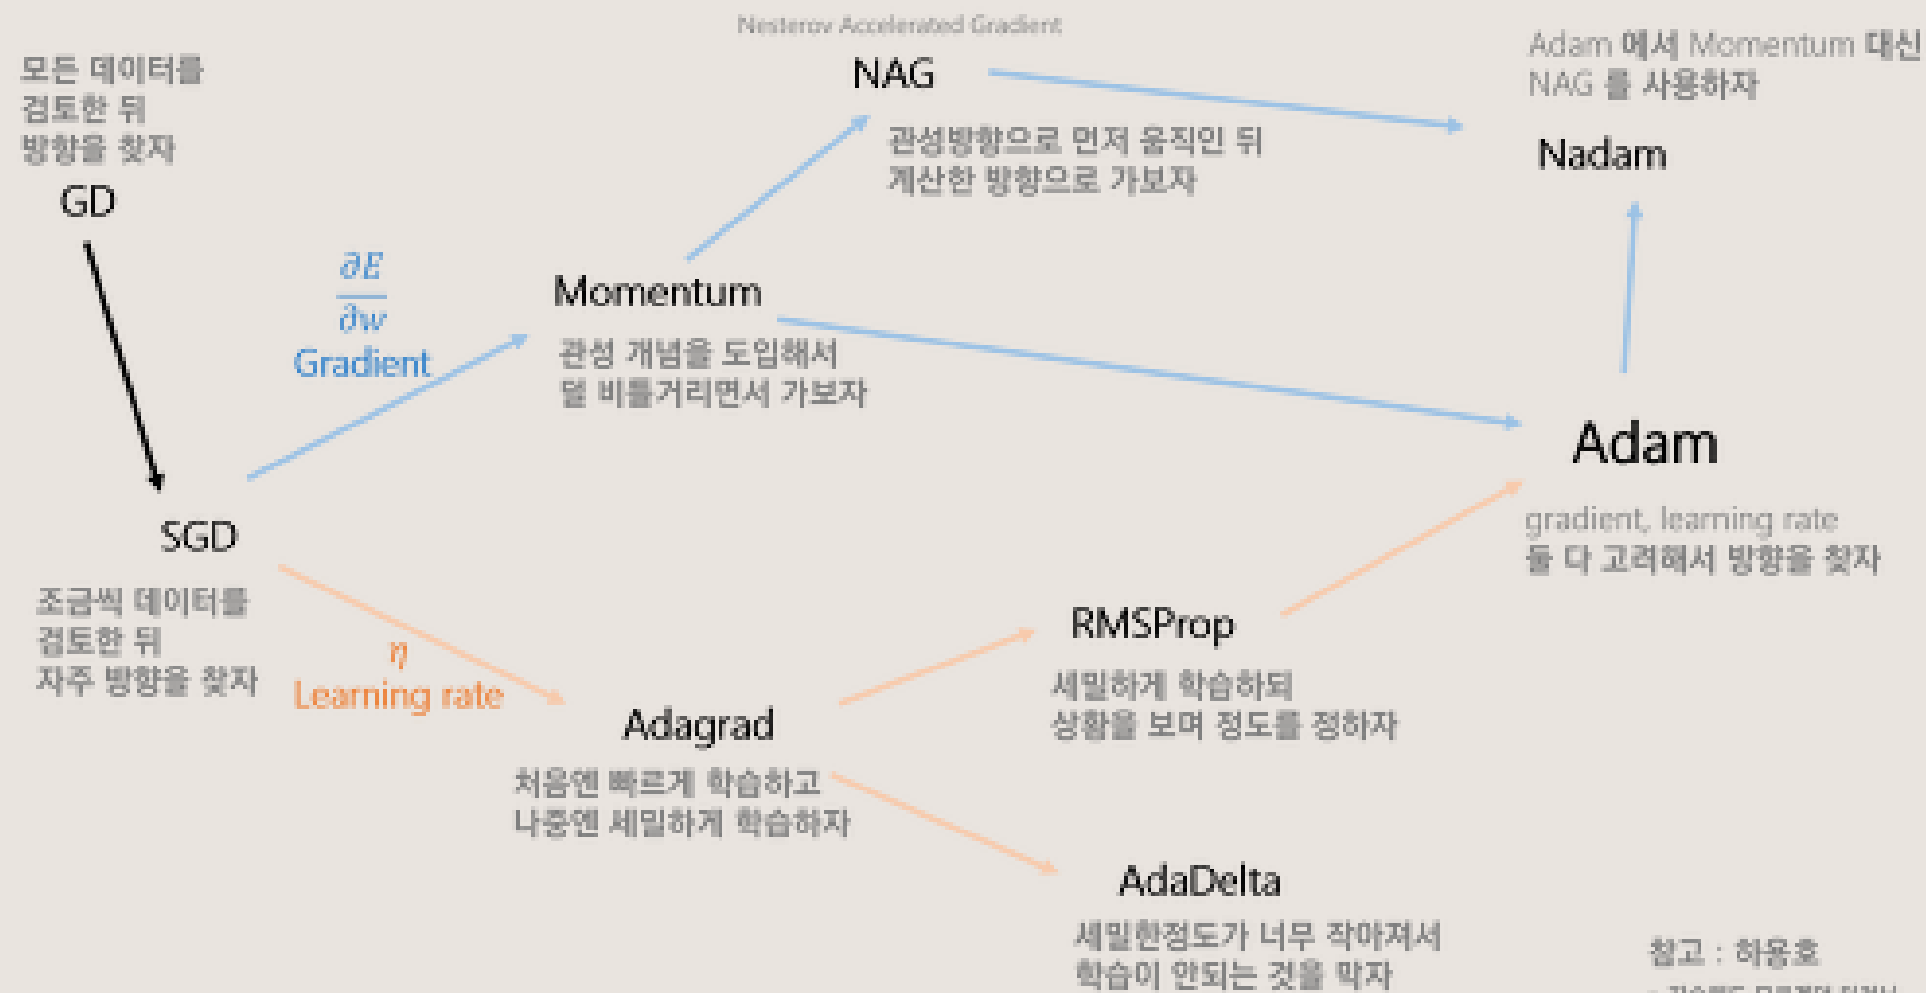 Nesterov Accelerated Gradient
NAG
관성방향으로 먼저 움직인 뒤
계산한 방향으로 가보자
Adam 에서 Momentum 대신
NAG 를 사용하자
Nadam
모든 데이터를
검토한 뒤
방향을 찾자
GD
∂E
∂w
Gradient
Momentum
관성 개념을 도입해서
덜 비틀거리면서 가보자
Adam
gradient, learning rate
둘 다 고려해서 방향을 찾자
SGD
조금씩 데이터를
검토한 뒤
자주 방향을 찾자
η
Learning rate
RMSProp
세밀하게 학습하되
상황을 보며 정도를 정하자
Adagrad
처음엔 빠르게 학습하고
나중엔 세밀하게 학습하자
AdaDelta
세밀한정도가 너무 작아져서
학습이 안되는 것을 막자
참고 : 하용호